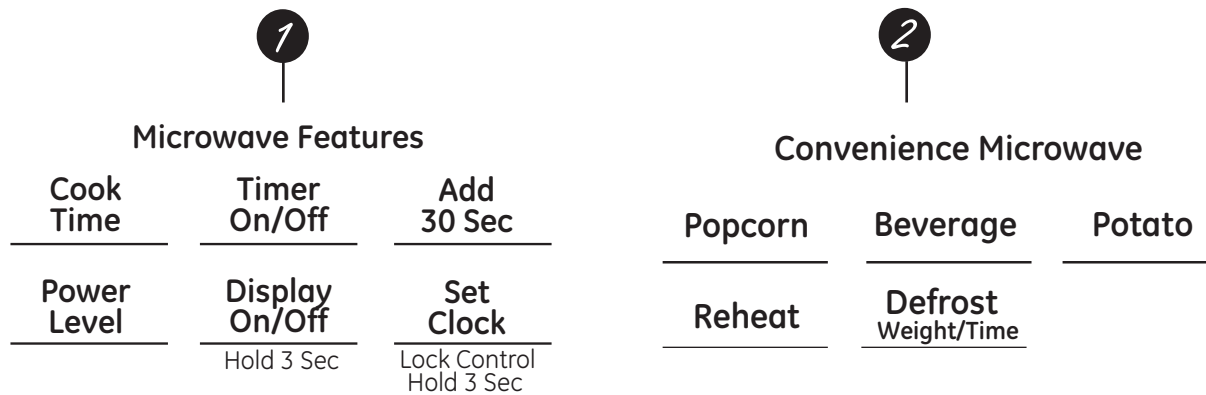 1
Microwave Features
Cook
Time
Timer
On/Off
Add
30 Sec
Power
Level
Display
On/Off
Hold 3 Sec
Set
Clock
Lock Control
Hold 3 Sec
2
Convenience Microwave
Popcorn
Beverage
Potato
Reheat
Defrost
Weight/Time